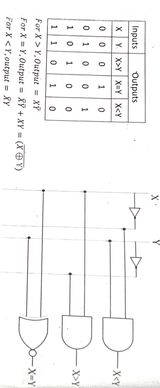 Inputs Outputs
X Y X>Y X=Y X<Y
0 0 0 1 0
0 1 0 0 1
1 0 1 0 0
1 1 0 1 0
For X > Y, Output = XȲ
For X = Y, Output = X̄Ȳ + XY = (X ⊕ Y)
For X < Y, output = X̄Y
X Y
X<Y
X>Y
X=Y